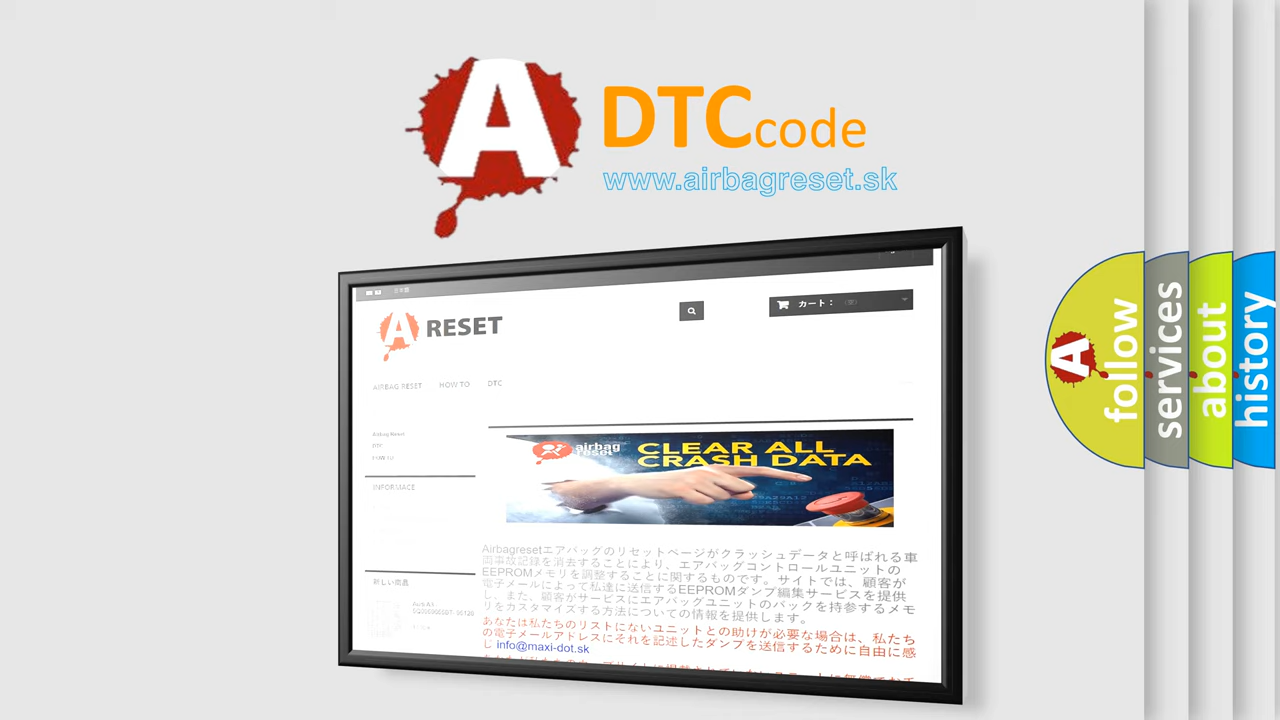 A DTCcode
www.airbagreset.sk
日本語
A RESET
カート：
AIRBAG RESET HOW TO DTC
Airbag Reset
DTC
HOW TO
INFORMACE
airbag
reset
CLEAR ALL
CRASH DATA
Airbagresetエアバッグのリセットページがクラッシュデータと呼ばれる車
両事故記録を消去することにより、エアバッグコントロールユニットの
EEPROMメモリを調整することに関するものです。サイトでは、顧客が
電子メールによって私達に送信するEEPROMダンプ編集サービスを提供
し、また、顧客がサービスにエアバッグユニットのバックを持参するメモ
リをカスタマイズする方法についての情報を提供します。
あなたは私たちのリストにないユニットとの助けが必要な場合は、私たち
の電子メールアドレスにそれを記述したダンプを送信するために自由に感
じ info@maxi-dot.sk
A follow
services
about
history